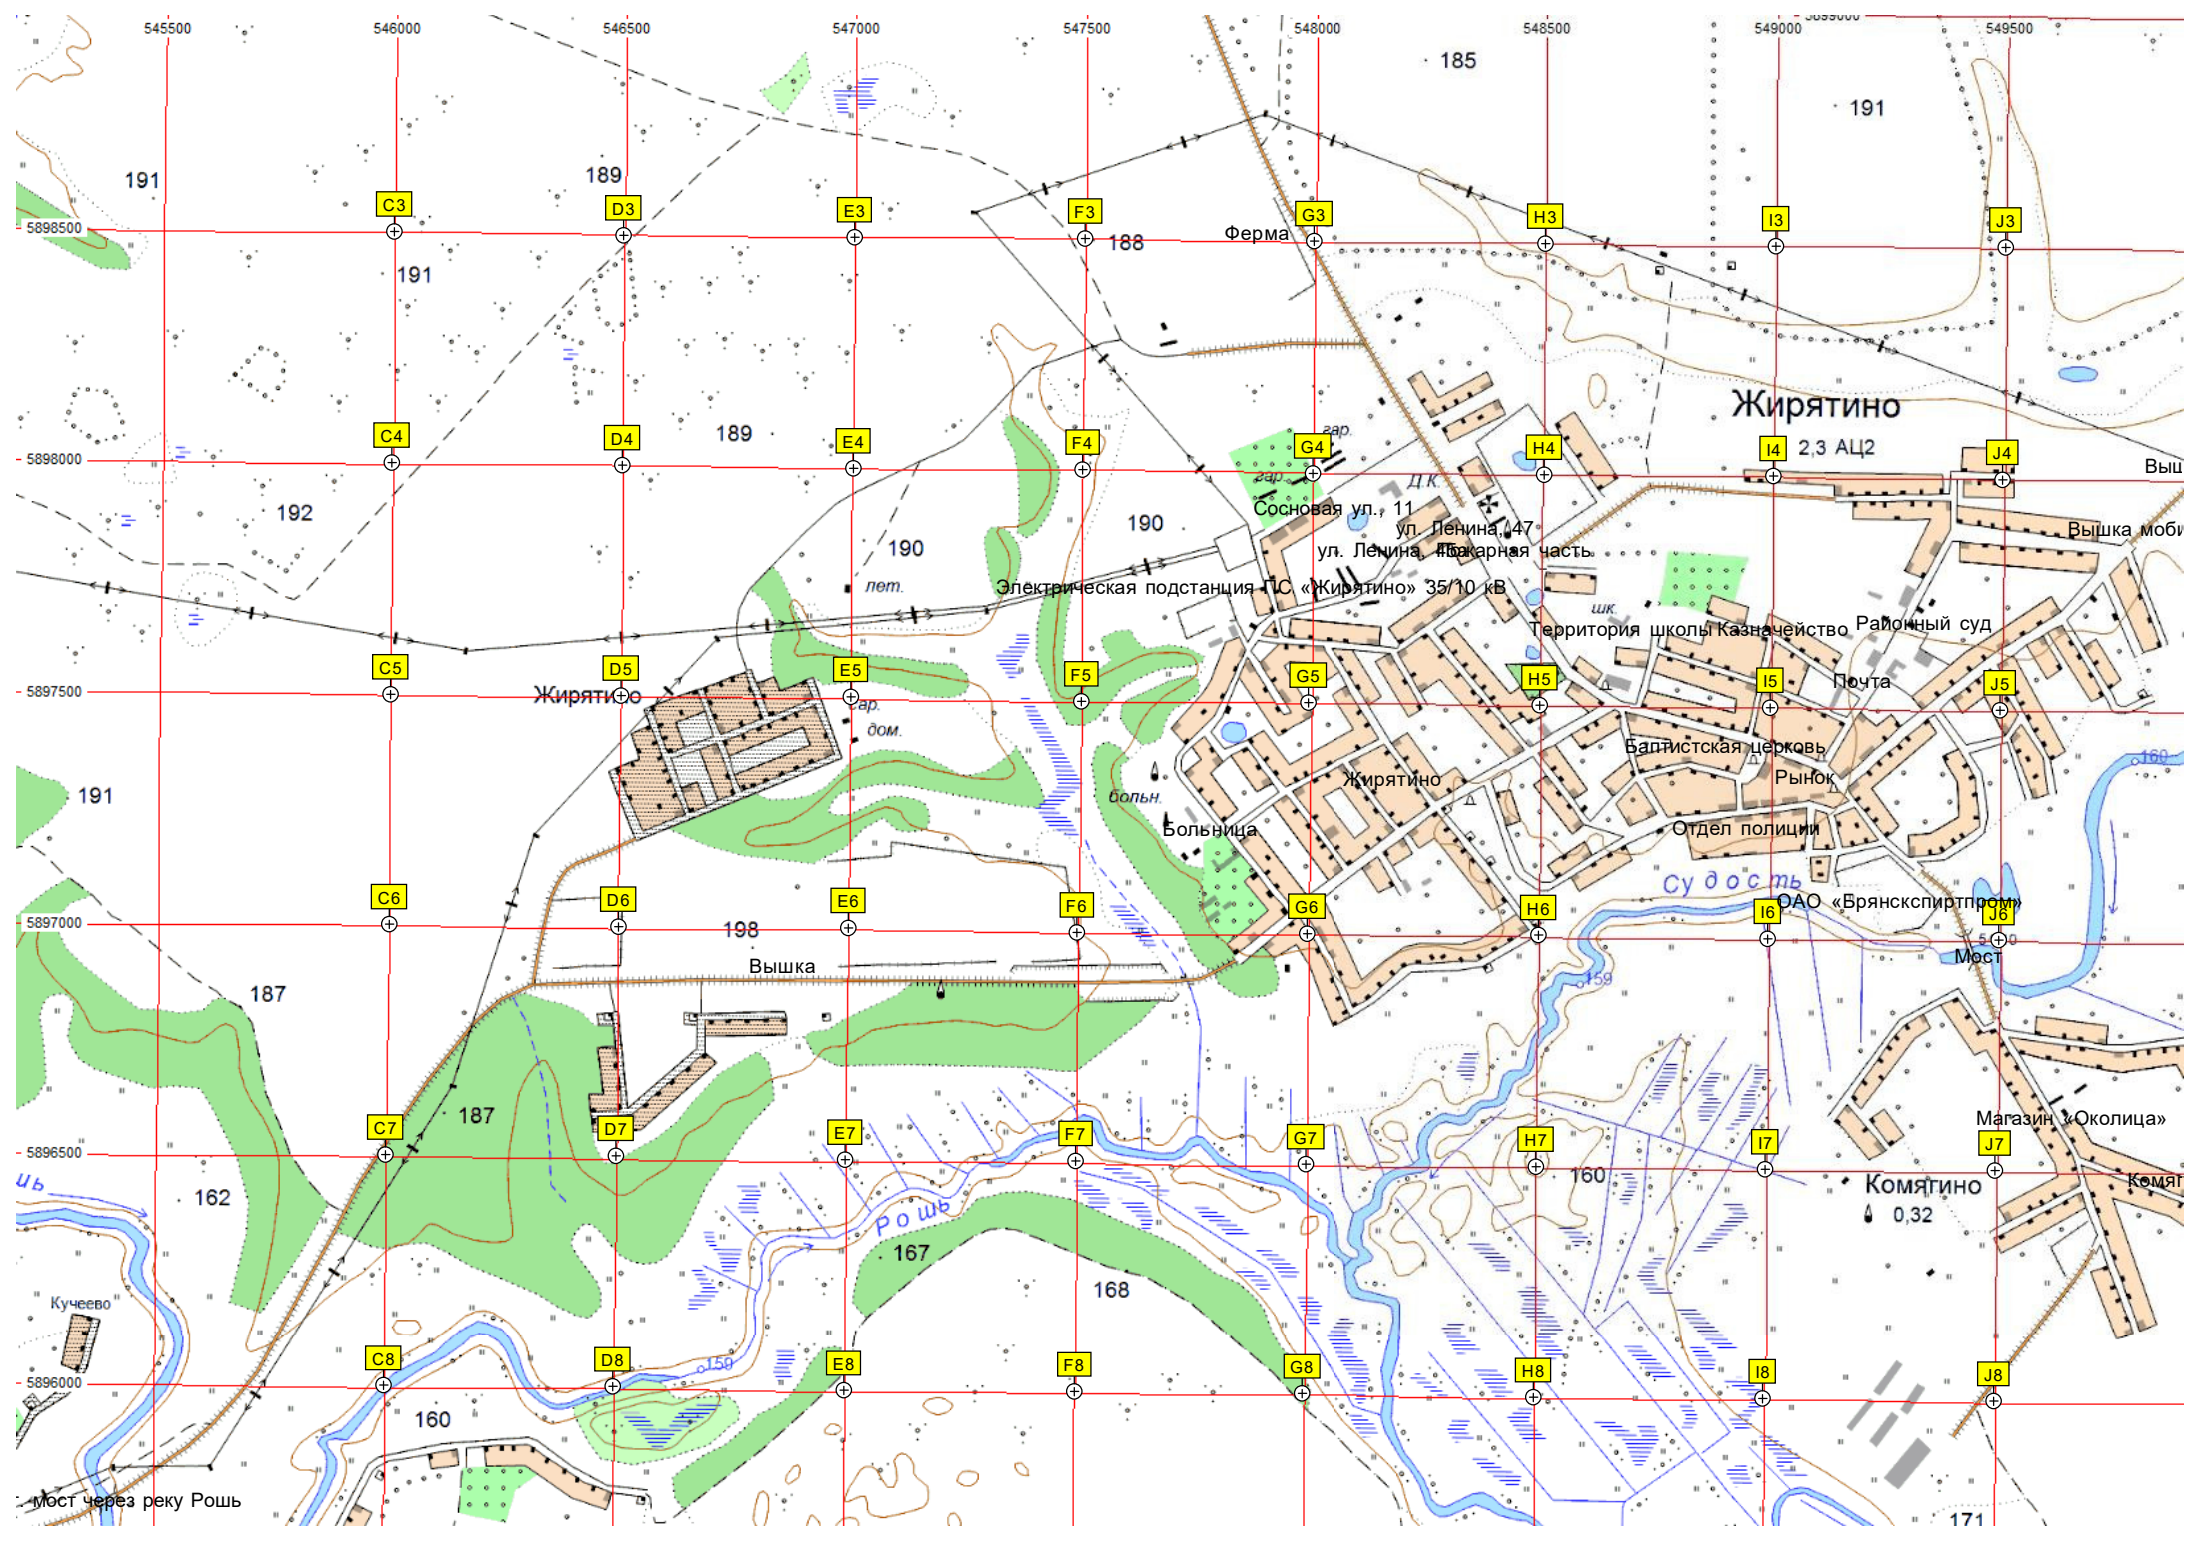 5899000
545500 546000 546500 547000 547500 548000 548500 549000 549500
185
191
191
189
C3 D3 E3 F3 G3 H3 I3 J3
5898500
Ферма
188
191
Жирятино
2,3 АЦ2
гар.
189
C4 D4 E4 F4 G4 H4 I4 J4
5898000
гар.
Д.К.
192
Сосновая ул., 11
190
ул. Ленина, 47
190
ул. Ленина, 45а
Пожарная часть
лет.
Электрическая подстанция ПС «Жирятино» 35/10 кВ
шк.
Территория школы
Казначейство
Районный суд
C5 D5 E5 F5 G5 H5 I5 J5
5897500
Жирятино
гар.
дом.
Почта
Баптистская церковь
160
Рынок
Жирятино
191
больн.
Больница
Отдел полиции
Судость
C6 D6 E6 F6 G6 H6 I6 J6
5897000
ОАО «Брянскспиртпром»
198
Мост
Вышка
187
159
187
Магазин «Околица»
C7 D7 E7 F7 G7 H7 I7 J7
5896500
160
Комятино
0,32
162
Рошь
167
168
Кучеево
C8 D8 E8 F8 G8 H8 I8 J8
5896000
159
160
мост через реку Рошь
171